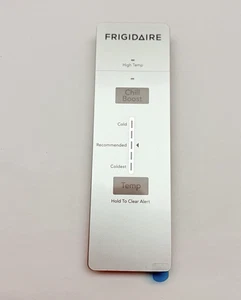 FRIGIDAIRE
High Temp
Chill
Boost
Cold
Recommended
Coldest
Temp
Hold To Clear Alert